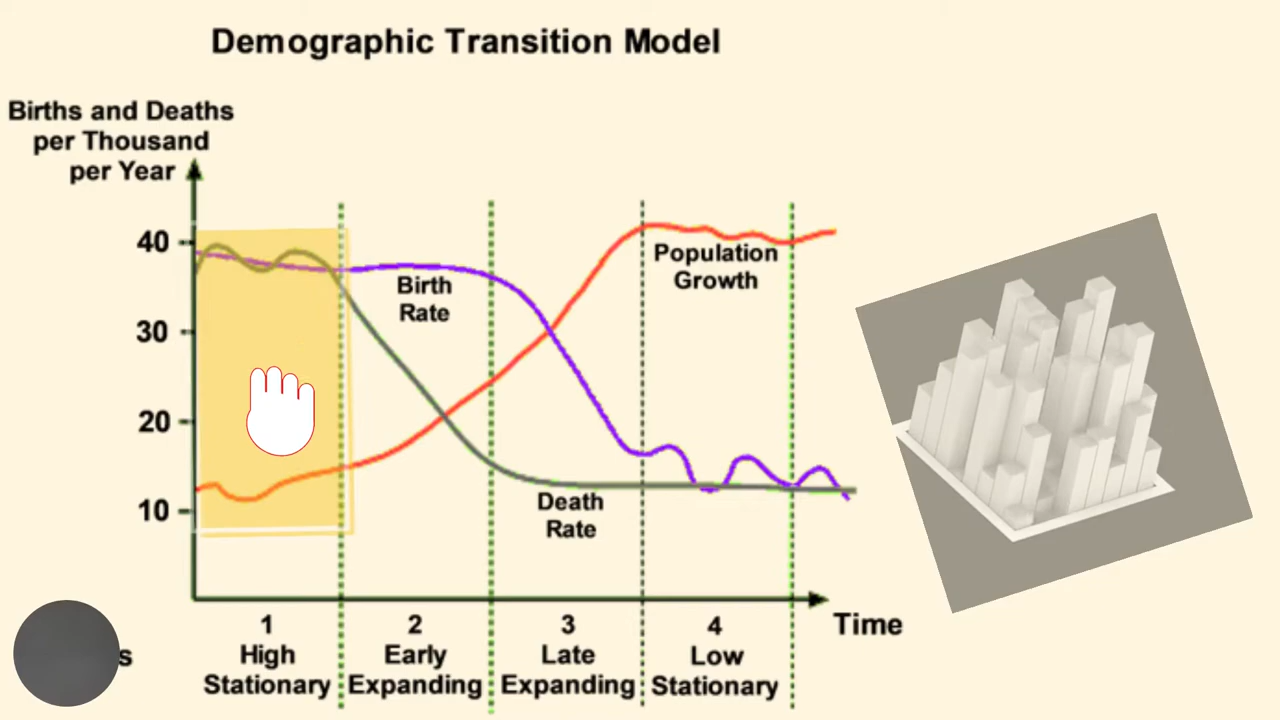 Demographic Transition Model
Births and Deaths
per Thousand
per Year
40
30
20
10
Population
Growth
Birth
Rate
Death
Rate
1
2
3
4
Time
High
Stationary
Early
Expanding
Late
Expanding
Low
Stationary